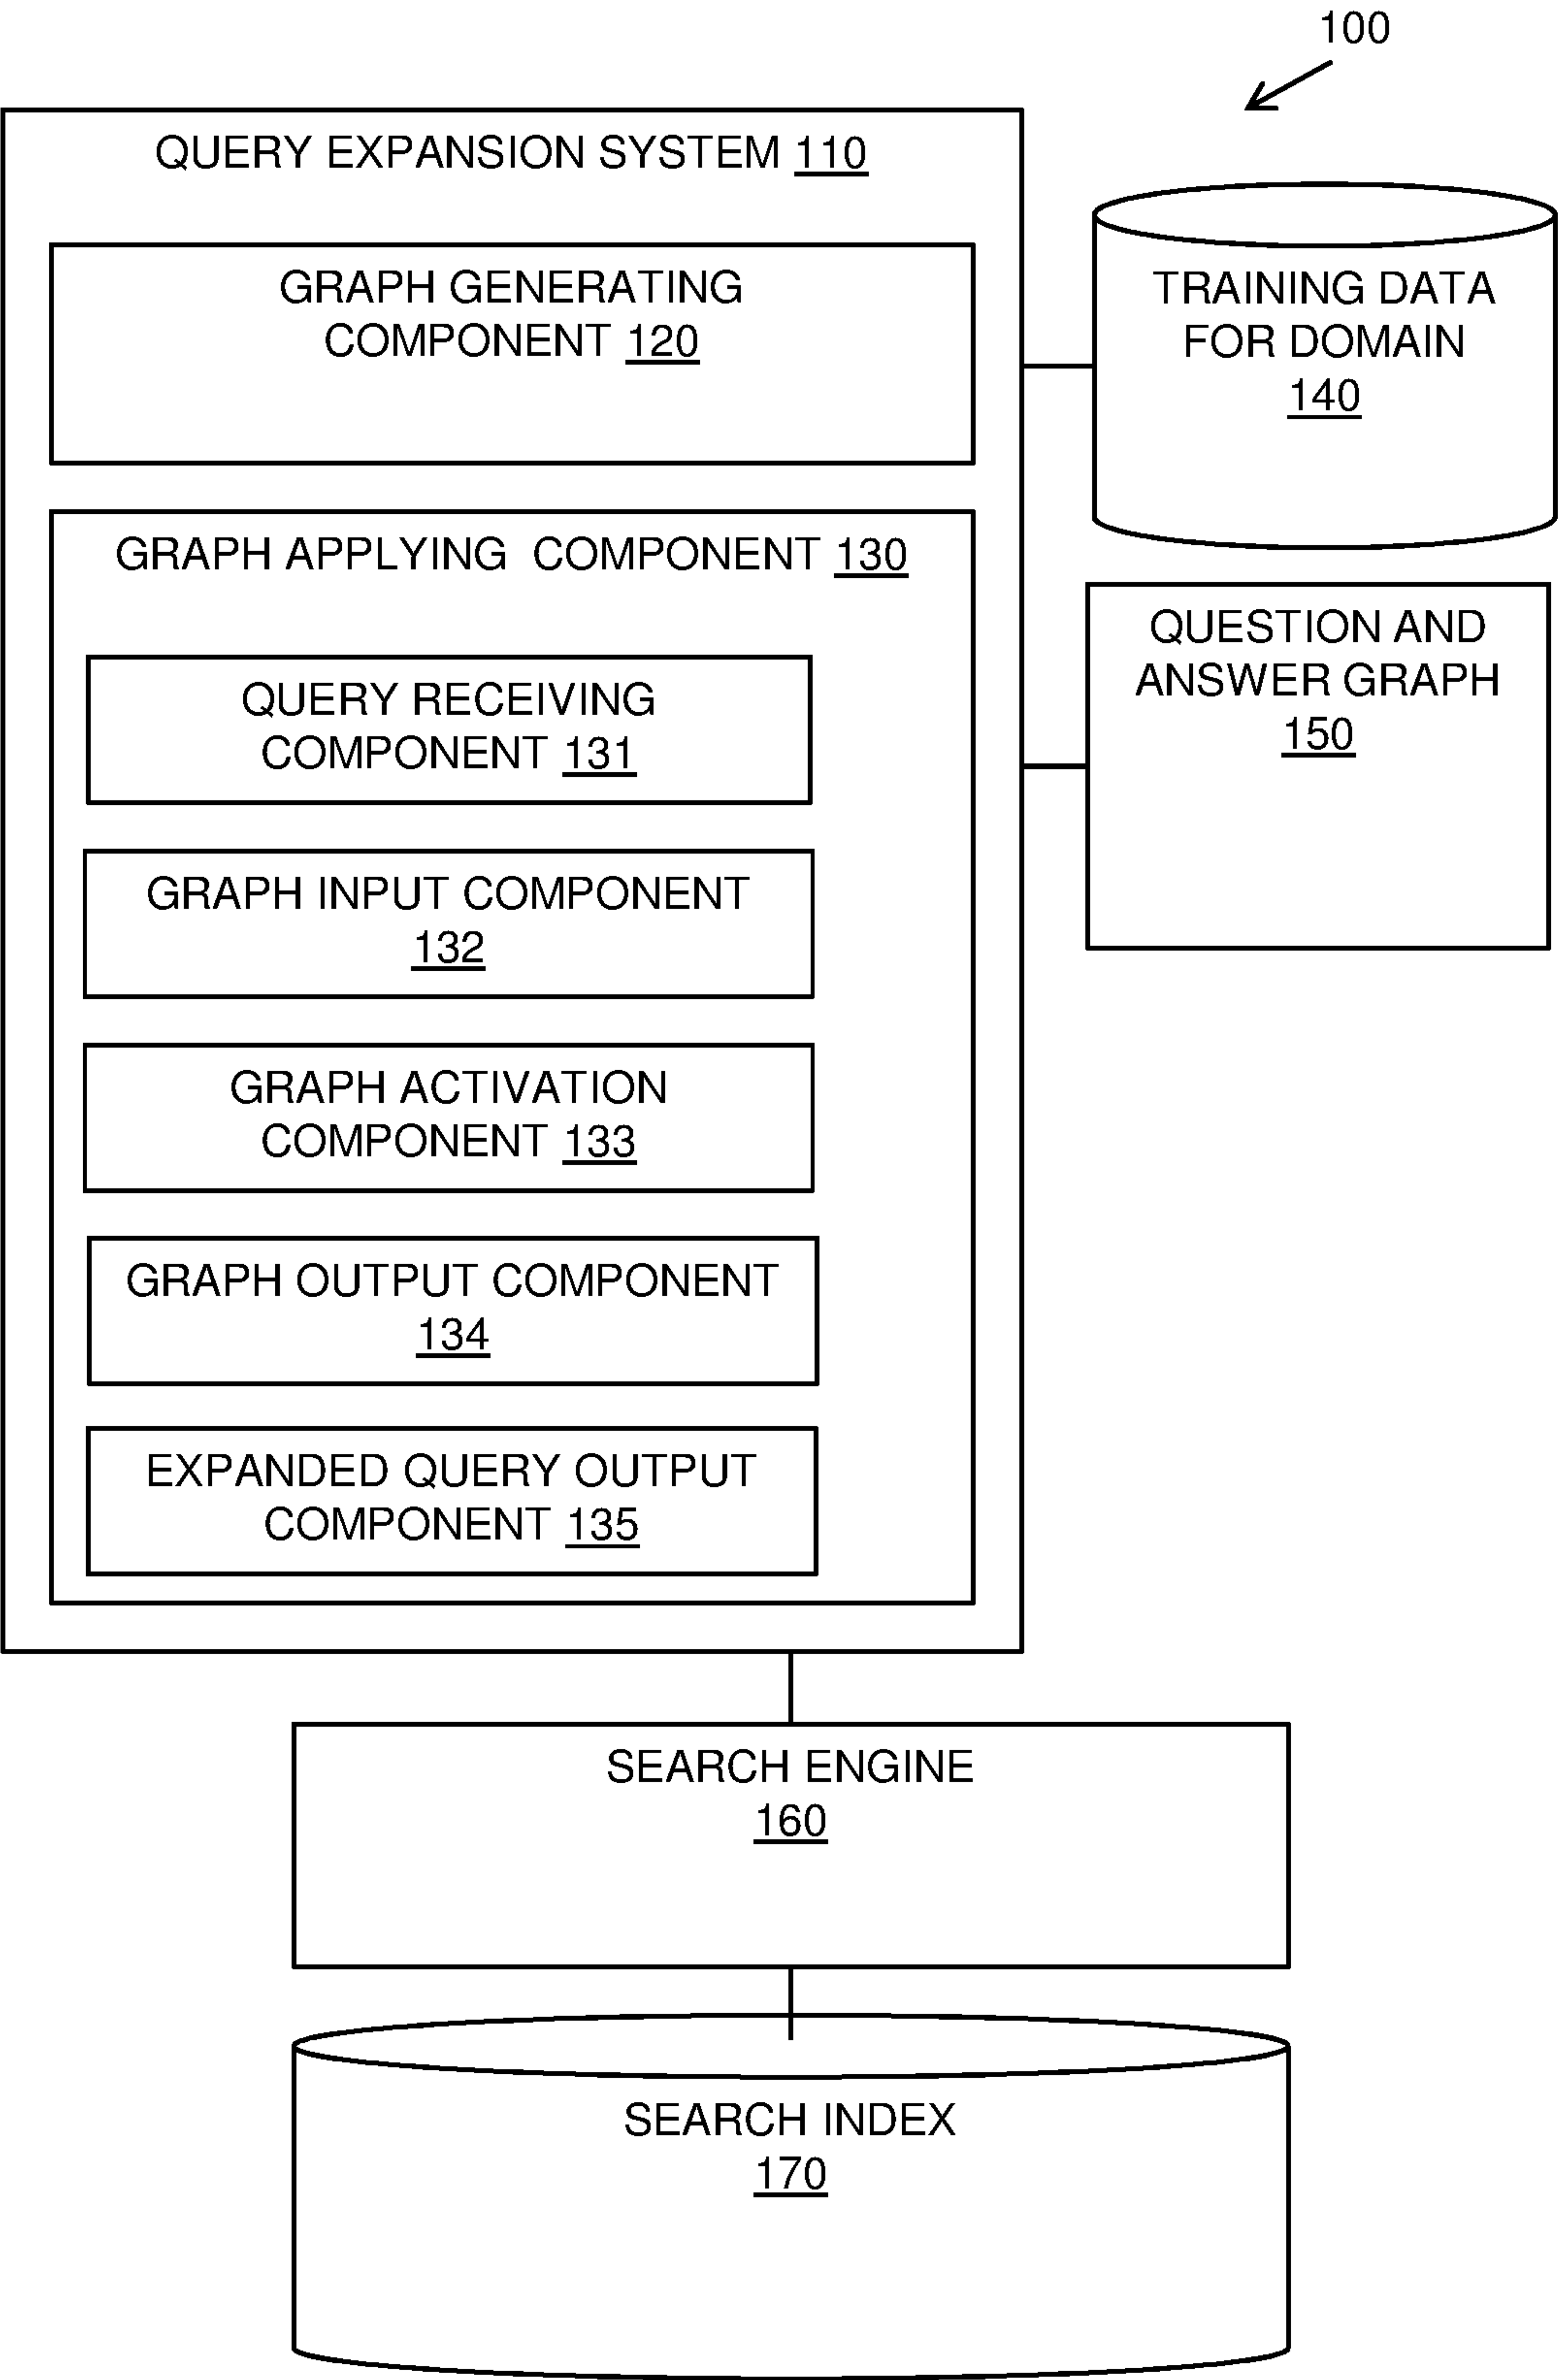 100
QUERY EXPANSION SYSTEM 110
GRAPH GENERATING
COMPONENT 120
TRAINING DATA
FOR DOMAIN
140
GRAPH APPLYING COMPONENT 130
QUERY RECEIVING
COMPONENT 131
GRAPH INPUT COMPONENT
132
GRAPH ACTIVATION
COMPONENT 133
GRAPH OUTPUT COMPONENT
134
EXPANDED QUERY OUTPUT
COMPONENT 135
QUESTION AND
ANSWER GRAPH
150
SEARCH ENGINE
160
SEARCH INDEX
170